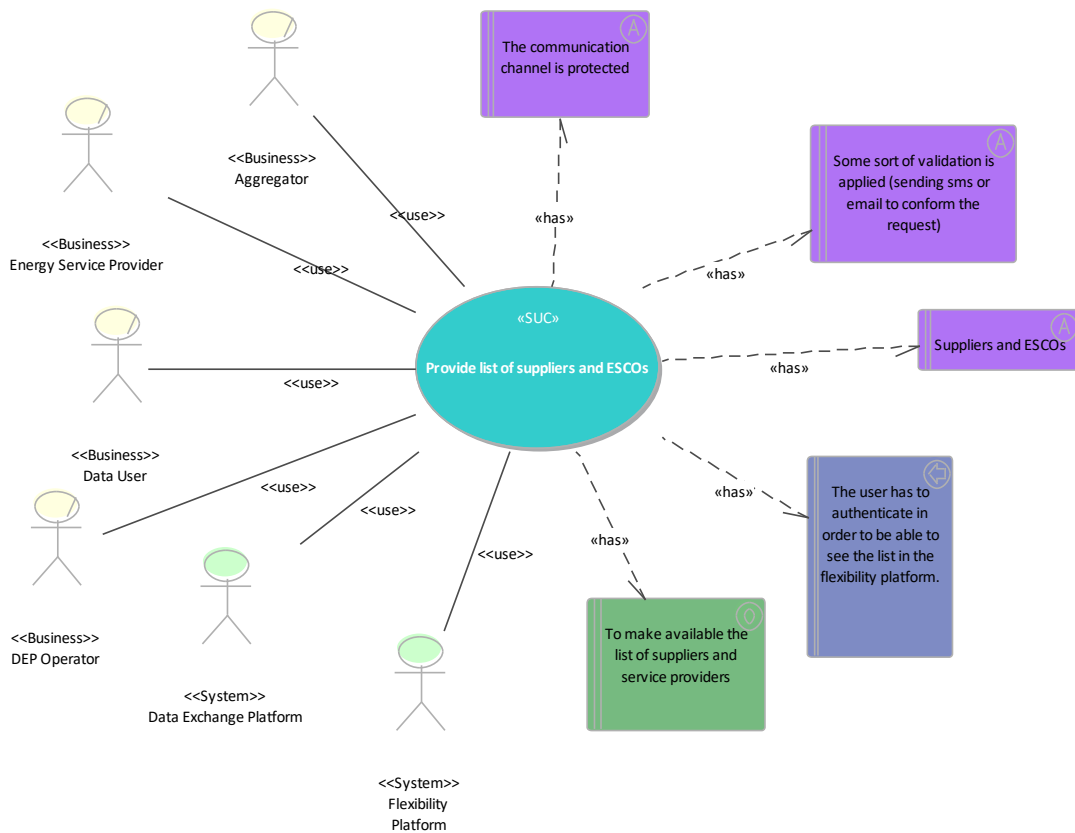 A
The communication
channel is protected
<<Business>>
Aggregator
<<use>>
A
Some sort of validation is
applied (sending sms or
email to conform the
request)
«has»
<<Business>>
Energy Service Provider
<<use>>
«has»
«SUC»
Provide list of suppliers and ESCOs
A
Suppliers and ESCOs
«has»
<<use>>
<<Business>>
Data User
<<use>>
The user has to
authenticate in
order to be able to
see the list in the
flexibility platform.
«has»
<<use>>
<<use>>
«has»
O
To make available the
list of suppliers and
service providers
<<Business>>
DEP Operator
<<System>>
Data Exchange Platform
<<System>>
Flexibility
Platform